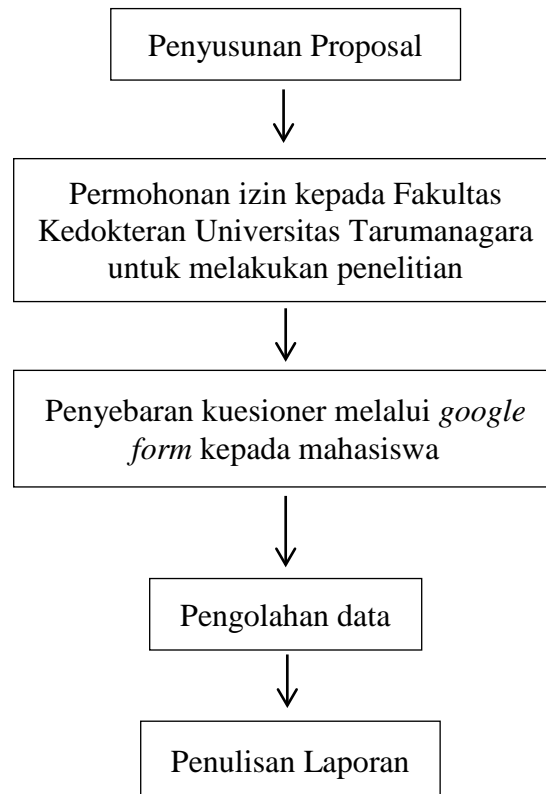 Penyusunan Proposal
Permohonan izin kepada Fakultas
Kedokteran Universitas Tarumanagara
untuk melakukan penelitian
Penyebaran kuesioner melalui google
form kepada mahasiswa
Pengolahan data
Penulisan Laporan